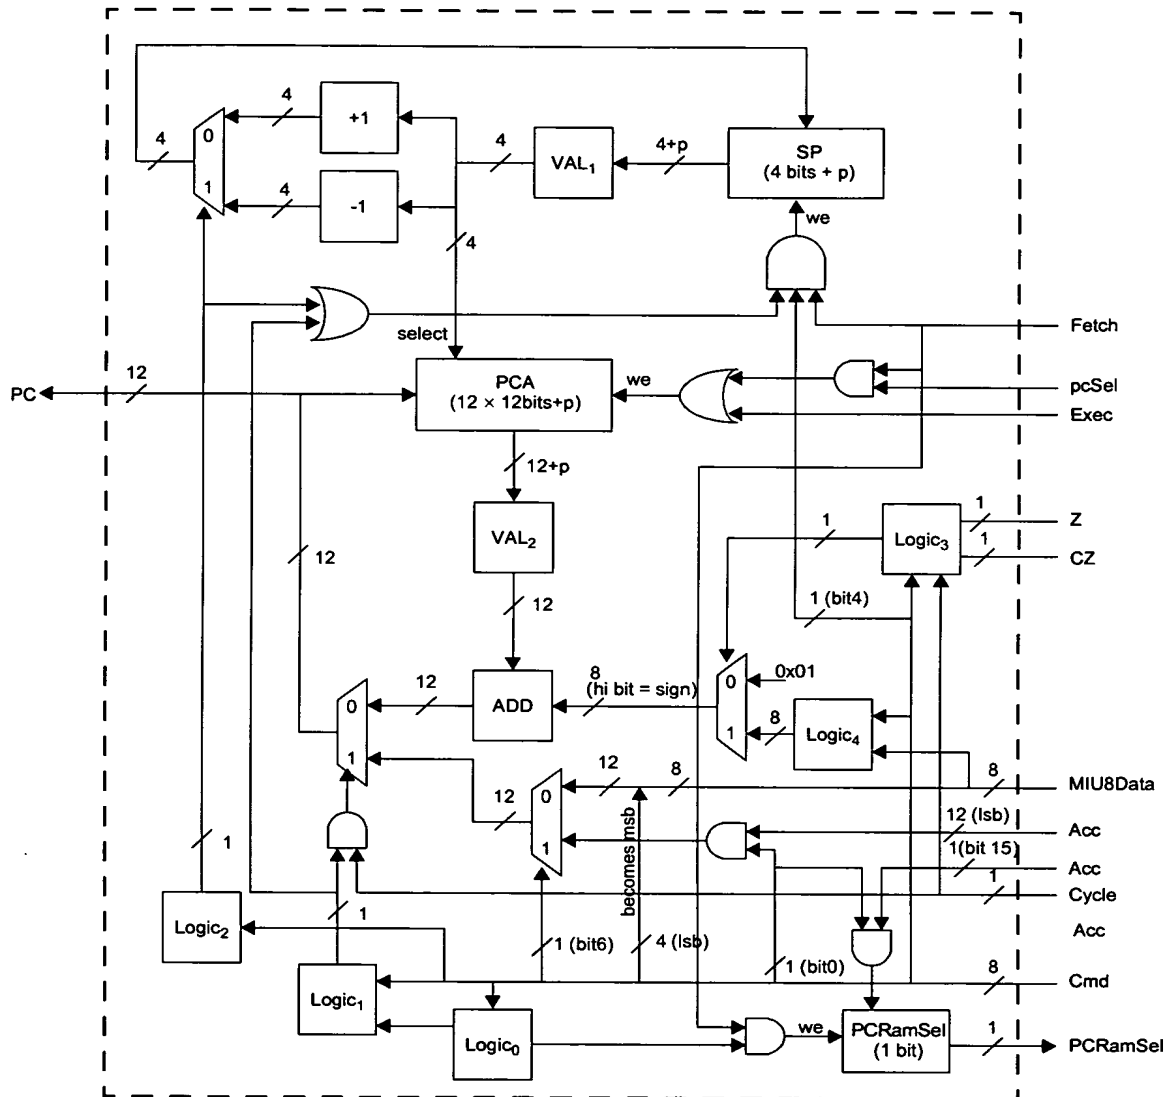 4
+1
0
4
4
VAL₁
4+p
SP
(4 bits + p)
1
4
-1
4
we
Fetch
select
12
PC
PCA
(12 × 12bits+p)
we
pcSel
Exec
12+p
1
Z
1
Logic₃
VAL₂
12
1
CZ
12
1 (bit4)
0x01
8
(hi bit = sign)
0
12
ADD
0
1
8
Logic₄
1
12
8
8
MIU8Data
12
0
becomes msb
12 (lsb)
Acc
1
1
1(bit 15)
Acc
1
Cycle
Logic₂
1
Acc
1 (bit6)
4 (lsb)
1 (bit0)
8
Cmd
Logic₁
Logic₀
we
PCRamSel
(1 bit)
1
PCRamSel